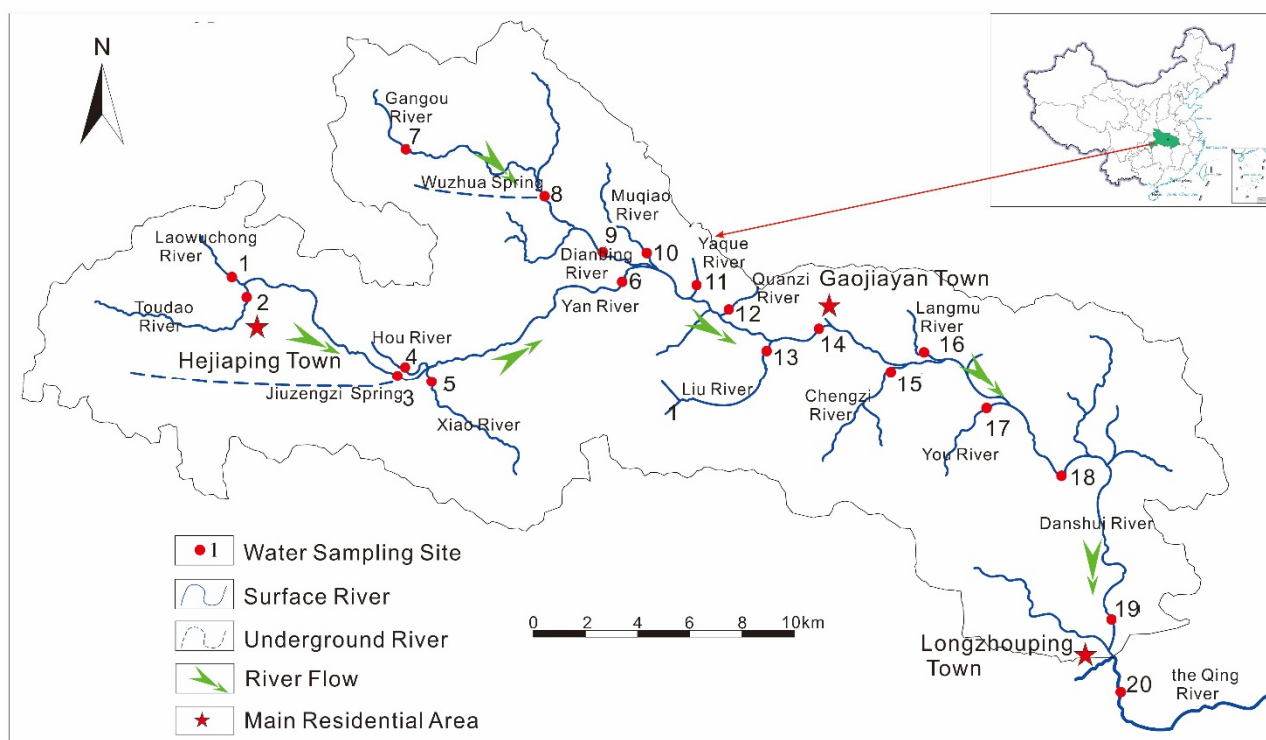 N
Gangou
River
7
Wuzhua Spring
8
Muqiao
River
Laowuchong
River
1
9
Dianbing
River
10
Yaque
River
11
Quanzi
River
12
Gaojiayan Town
2
Toudao
River
6
Yan River
Hejiaping Town
Hou River
4
3
5
Jiuzengzi Spring
Xiao River
13
14
Langmu
River
16
Liu River
1
15
Chengzi
River
17
You River
18
Danshui River
19
Longzhouping
Town
20
the Qing
River
1 Water Sampling Site
Surface River
Underground River
River Flow
Main Residential Area
0 2 4 6 8 10km